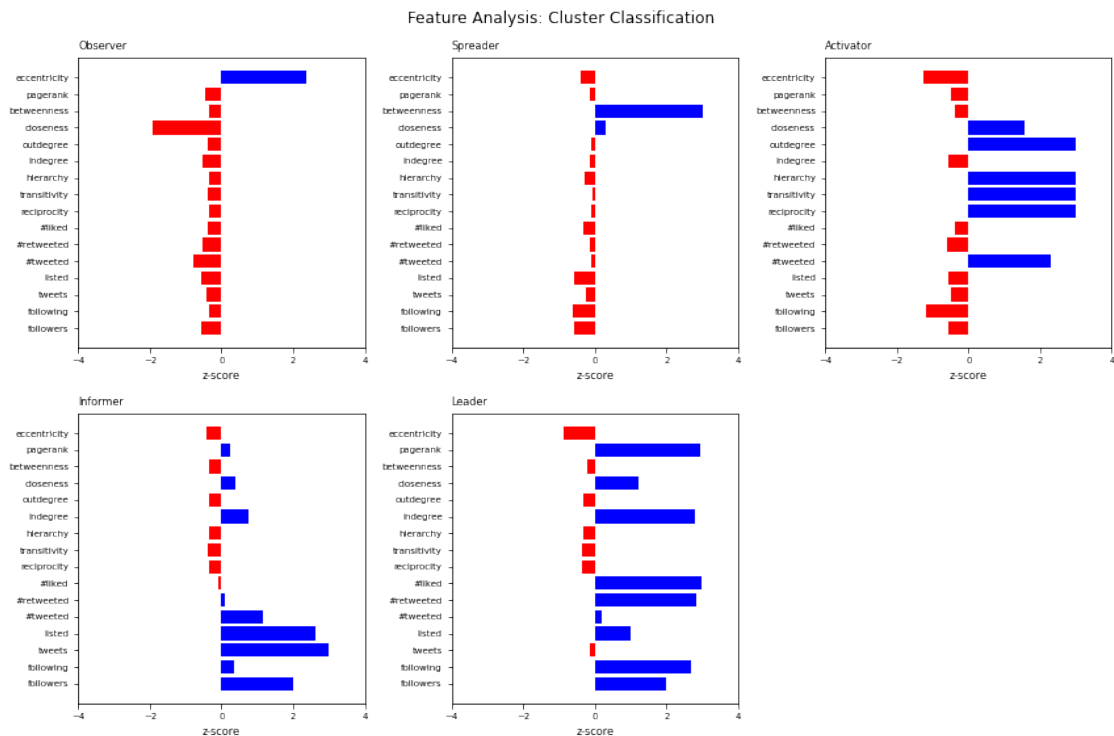 Feature Analysis: Cluster Classification
Observer
eccentricity
pagerank
betweenness
closeness
outdegree
indegree
hierarchy
transitivity
reciprocity
#liked
#retweeted
#tweeted
listed
tweets
following
followers
−4 −2 0 2 4
z-score
Spreader
eccentricity
pagerank
betweenness
closeness
outdegree
indegree
hierarchy
transitivity
reciprocity
#liked
#retweeted
#tweeted
listed
tweets
following
followers
−4 −2 0 2 4
z-score
Activator
eccentricity
pagerank
betweenness
closeness
outdegree
indegree
hierarchy
transitivity
reciprocity
#liked
#retweeted
#tweeted
listed
tweets
following
followers
−4 −2 0 2 4
z-score
Informer
eccentricity
pagerank
betweenness
closeness
outdegree
indegree
hierarchy
transitivity
reciprocity
#liked
#retweeted
#tweeted
listed
tweets
following
followers
−4 −2 0 2 4
z-score
Leader
eccentricity
pagerank
betweenness
closeness
outdegree
indegree
hierarchy
transitivity
reciprocity
#liked
#retweeted
#tweeted
listed
tweets
following
followers
−4 −2 0 2 4
z-score